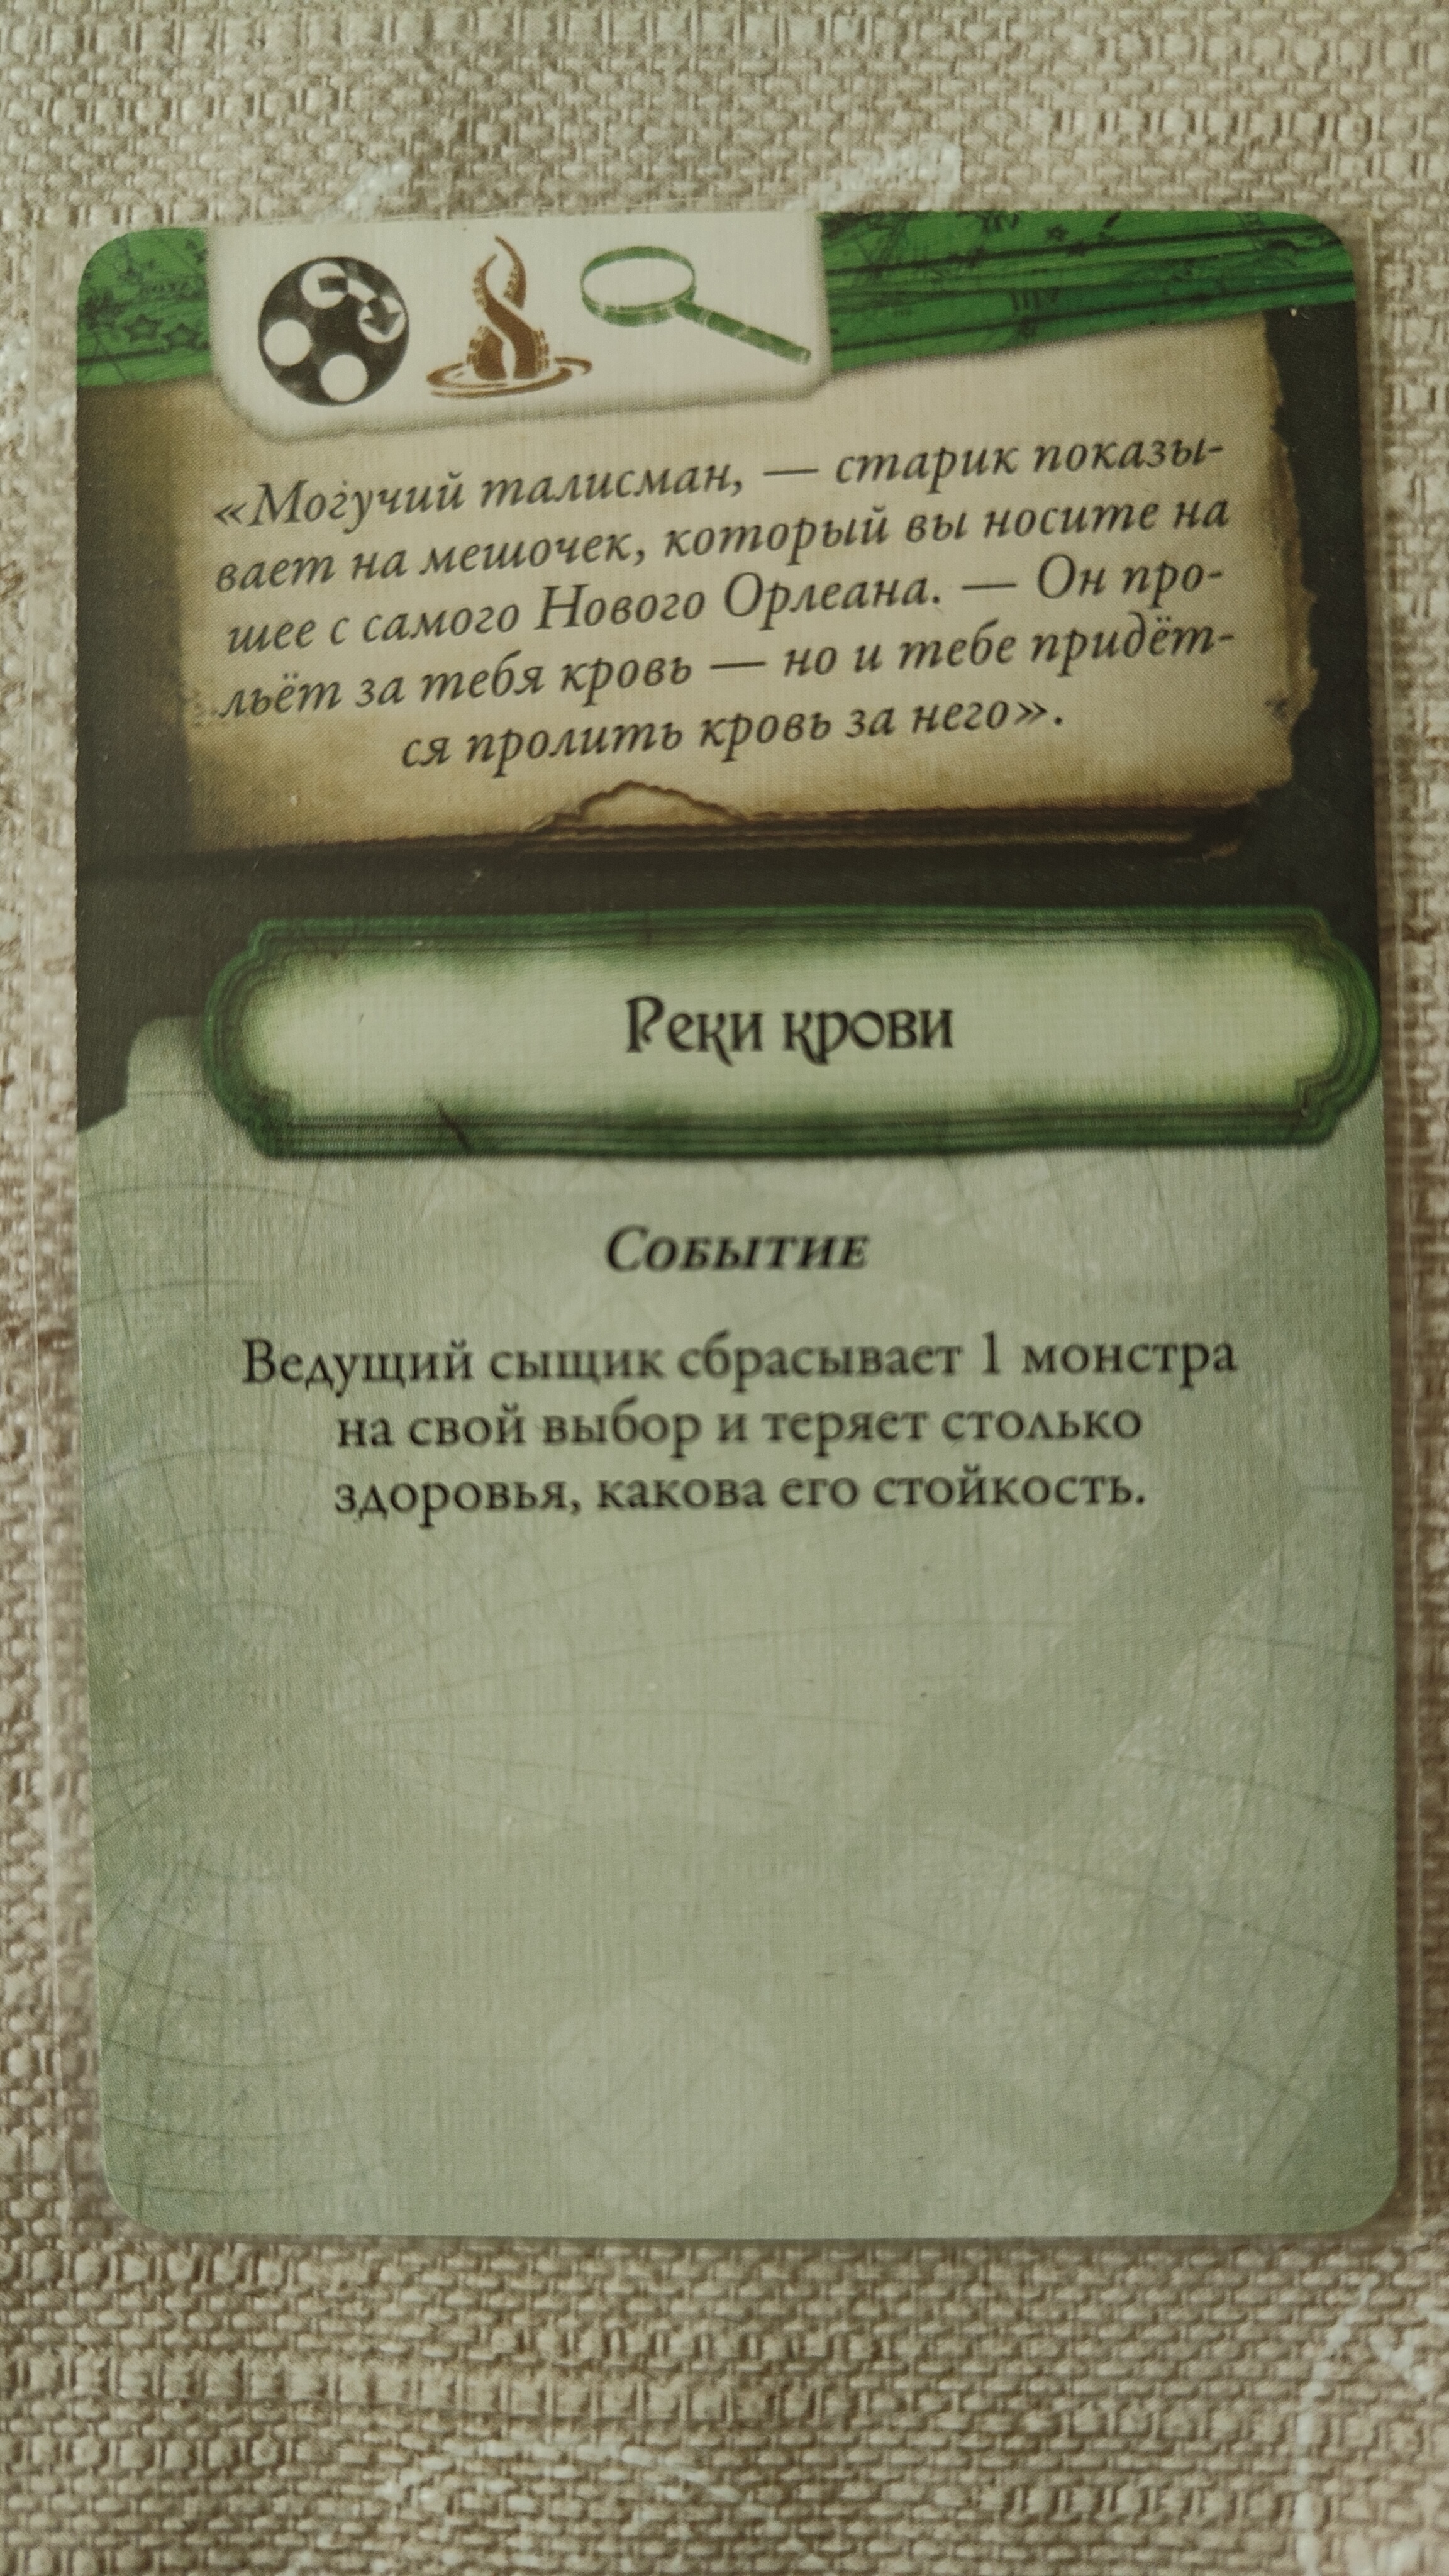 «Могучий талисман, — старик показы-
вает на мешочек, который вы носите на
шее с самого Нового Орлеана. — Он про-
льёт за тебя кровь — но и тебе придёт-
ся пролить кровь за него».
Реки крови
Событие
Ведущий сыщик сбрасывает 1 монстра
на свой выбор и теряет столько
здоровья, какова его стойкость.